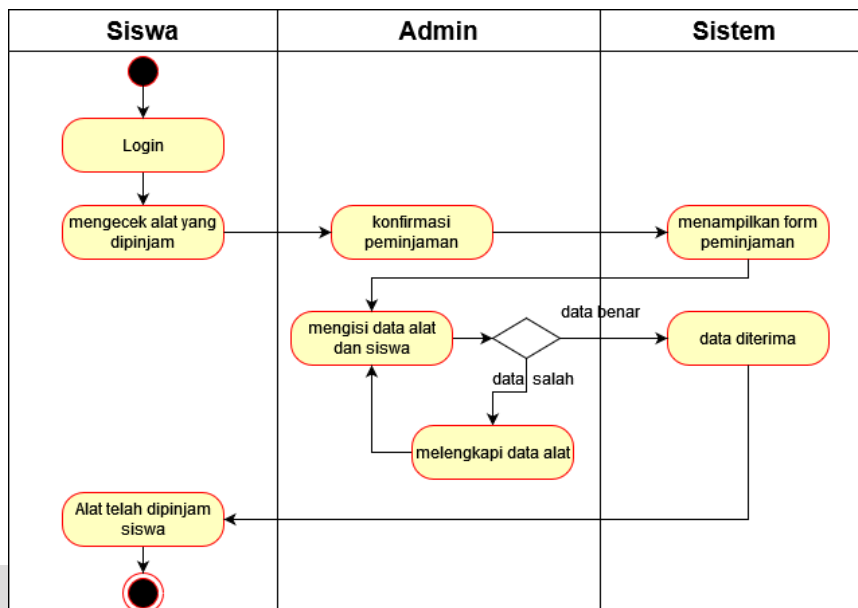 Siswa
Admin
Sistem
Login
mengecek alat yang
dipinjam
konfirmasi
peminjaman
menampilkan form
peminjaman
mengisi data alat
dan siswa
data benar
data diterima
data salah
melengkapi data alat
Alat telah dipinjam
siswa